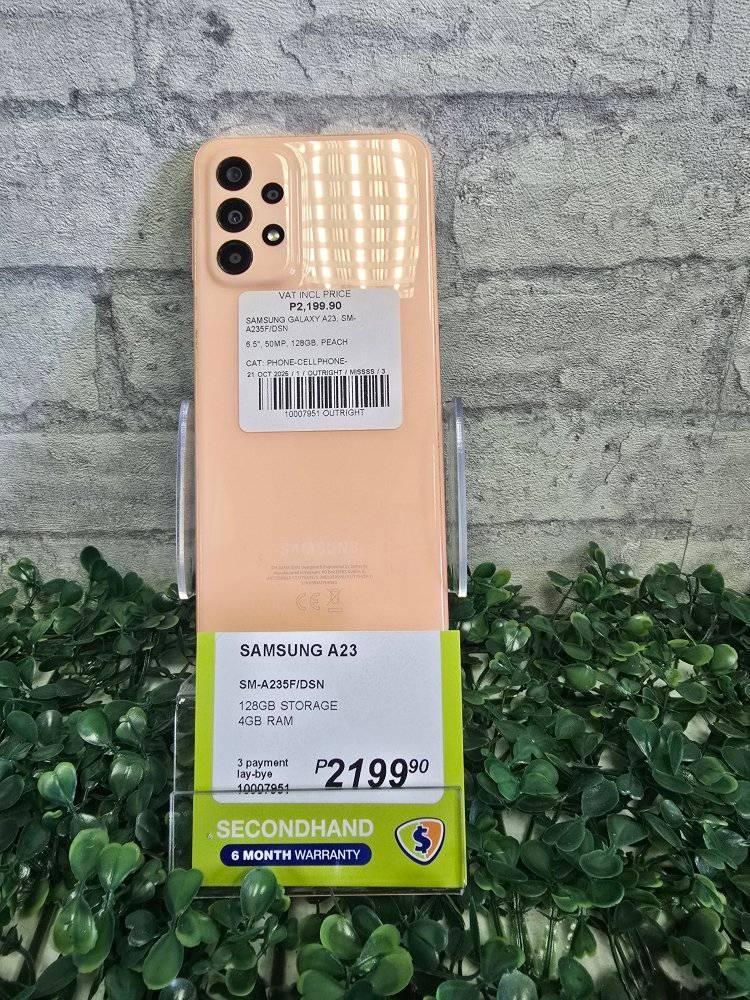 VAT INCL PRICE
P2,199.90
SAMSUNG GALAXY A23, SM-
A235F/DSN
6.5", 50MP, 128GB, PEACH
CAT: PHONE-CELLPHONE-
21 OCT 2025 / 1 / OUTRIGHT / MISSSS / 3
10007951 OUTRIGHT
SAMSUNG
CE
SAMSUNG A23
SM-A235F/DSN
128GB STORAGE
4GB RAM
3 payment
lay-bye
10007951
P2199 90
SECONDHAND
$
6 MONTH WARRANTY